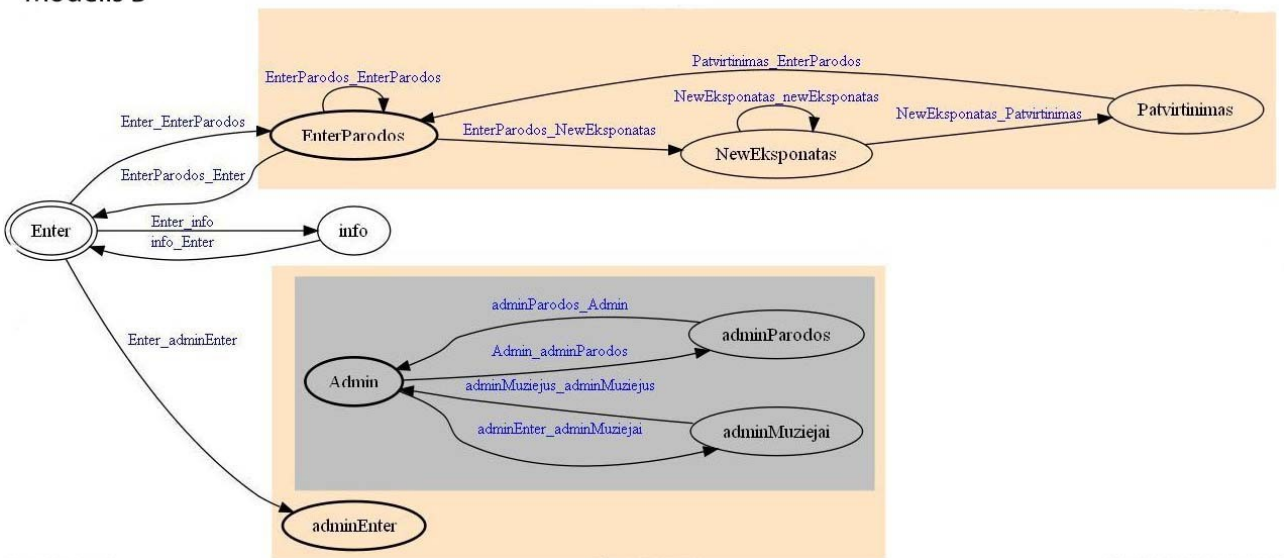 Patvirtinimas_EnterParodos
EnterParodos_EnterParodos
NewEksponatas_newEksponatas
Patvirtinimas
Enter_EnterParodos
EnterParodos
EnterParodos_NewEksponatas
NewEksponatas_Patvirtinimas
NewEksponatas
EnterParodos_Enter
Enter
Enter_info
info
info_Enter
adminParodos_Admin
adminParodos
Enter_adminEnter
Admin_adminParodos
Admin
adminMuziejus_adminMuziejus
adminEnter_adminMuziejai
adminMuziejai
adminEnter